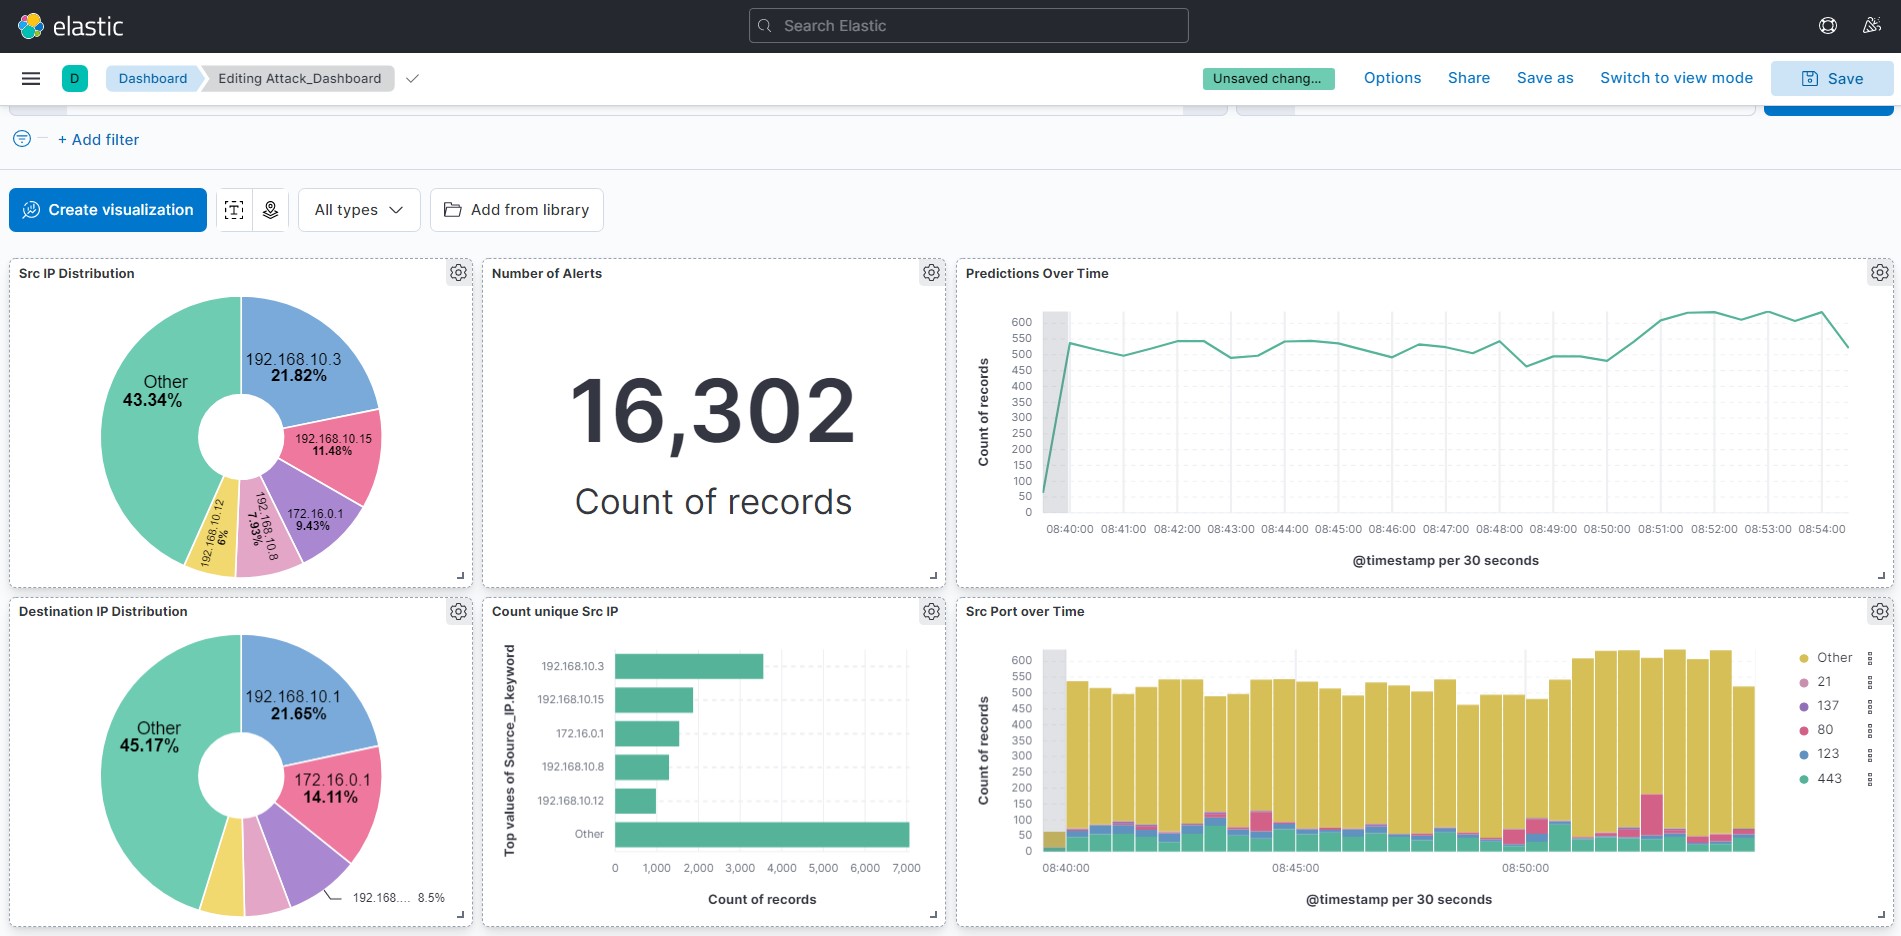 elastic
Search Elastic
D
Dashboard
Editing Attack_Dashboard
Unsaved chang...
Options
Share
Save as
Switch to view mode
Save
+ Add filter
Create visualization
All types
Add from library
Src IP Distribution
Other
43.34%
192.168.10.3
21.82%
192.168.10.15
11.48%
172.16.0.1
9.43%
192.168.10.8
7.93%
192.168.10.12
6%
Number of Alerts
16,302
Count of records
Predictions Over Time
Count of records
600
550
500
450
400
350
300
250
200
150
100
50
0
08:40:00 08:41:00 08:42:00 08:43:00 08:44:00 08:45:00 08:46:00 08:47:00 08:48:00 08:49:00 08:50:00 08:51:00 08:52:00 08:53:00 08:54:00
@timestamp per 30 seconds
Destination IP Distribution
Other
45.17%
192.168.10.1
21.65%
172.16.0.1
14.11%
192.168.... 8.5%
Count unique Src IP
Top values of Source_IP.keyword
192.168.10.3
192.168.10.15
172.16.0.1
192.168.10.8
192.168.10.12
Other
0 1,000 2,000 3,000 4,000 5,000 6,000 7,000
Count of records
Src Port over Time
Count of records
600
550
500
450
400
350
300
250
200
150
100
50
0
08:40:00 08:45:00 08:50:00
@timestamp per 30 seconds
Other
21
137
80
123
443